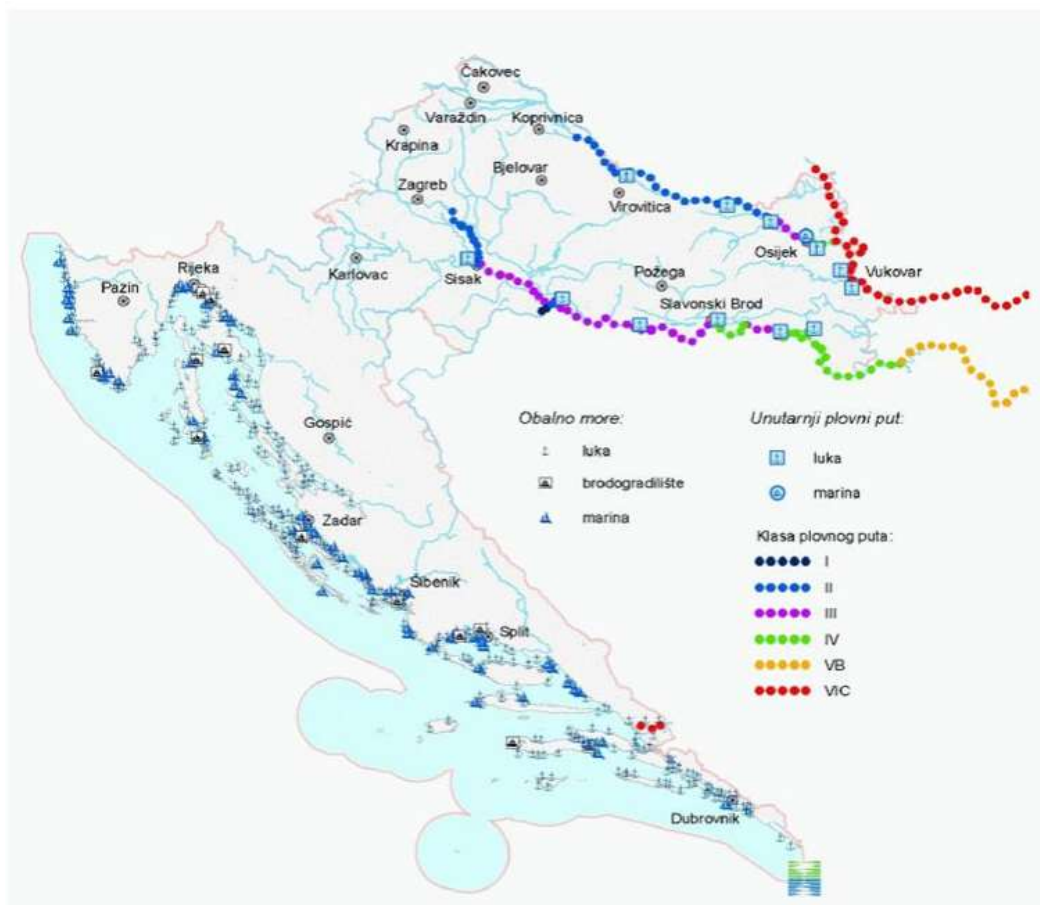 Čakovec
Varaždin
Koprivnica
Krapina
Bjelovar
Zagreb
Virovitica
Osijek
Karlovac
Sisak
Požega
Vukovar
Rijeka
Pazin
Slavonski Brod
Gospić
Zadar
Šibenik
Split
Dubrovnik
Obalno more:
luka
brodogradilište
marina
Unutarnji plovni put:
luka
marina
Klasa plovnog puta:
I
II
III
IV
VB
VIC